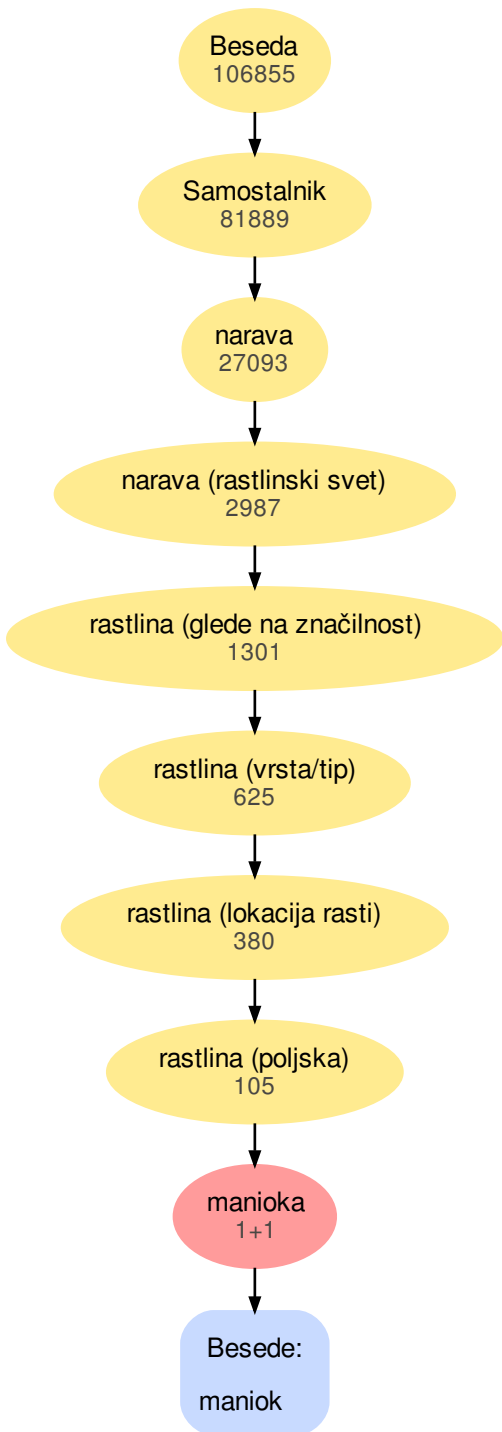 Beseda
106855
Samostalnik
81889
narava
27093
narava (rastlinski svet)
2987
rastlina (glede na značilnost)
1301
rastlina (vrsta/tip)
625
rastlina (lokacija rasti)
380
rastlina (poljska)
105
manioka
1+1
Besede:
maniok